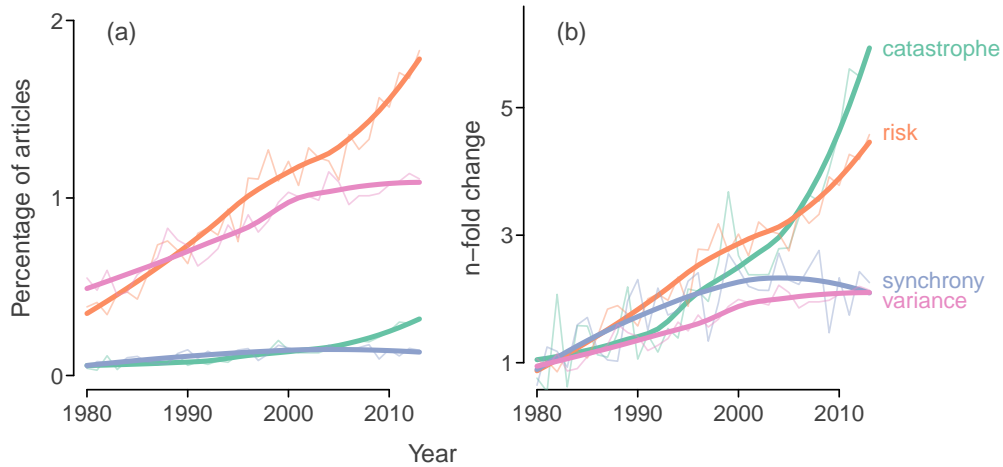 (a)
Percentage of articles
2
1
0
1980 1990 2000 2010
(b)
n−fold change
5
3
1
1980 1990 2000 2010
catastrophe
risk
synchrony
variance
Year